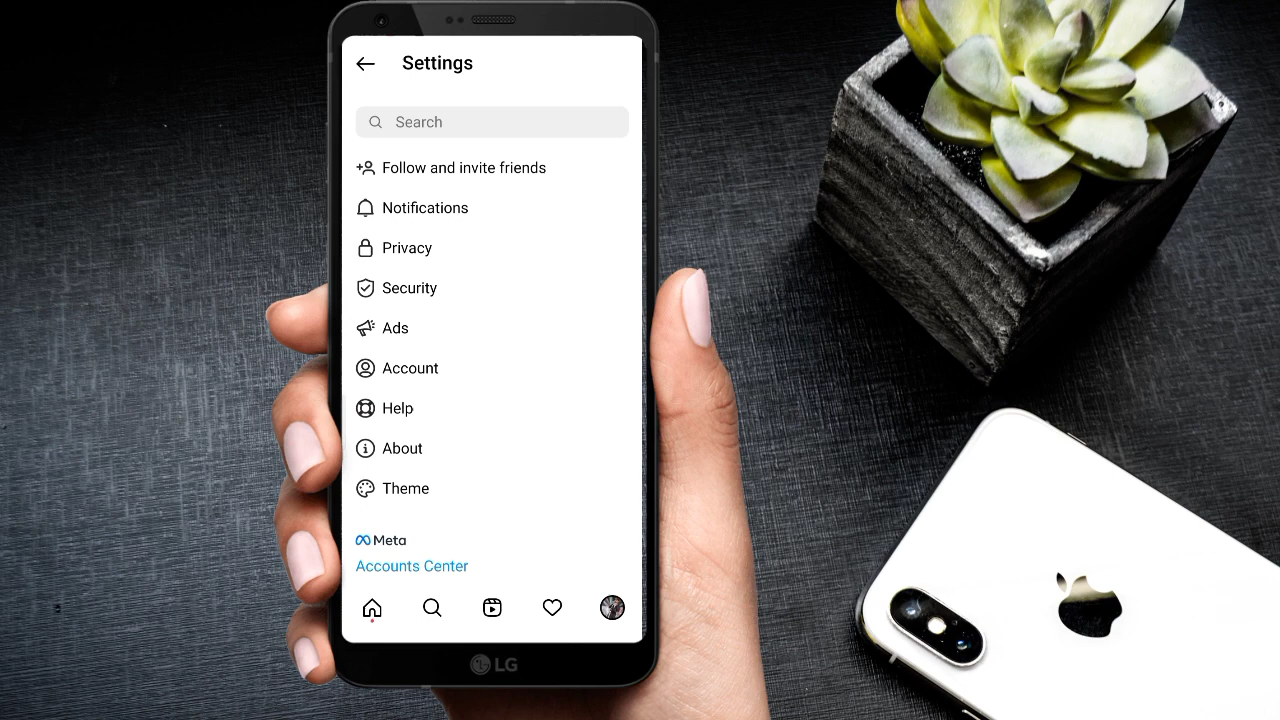 Settings
Search
Follow and invite friends
Notifications
Privacy
Security
Ads
Account
Help
About
Theme
Meta
Accounts Center
LG